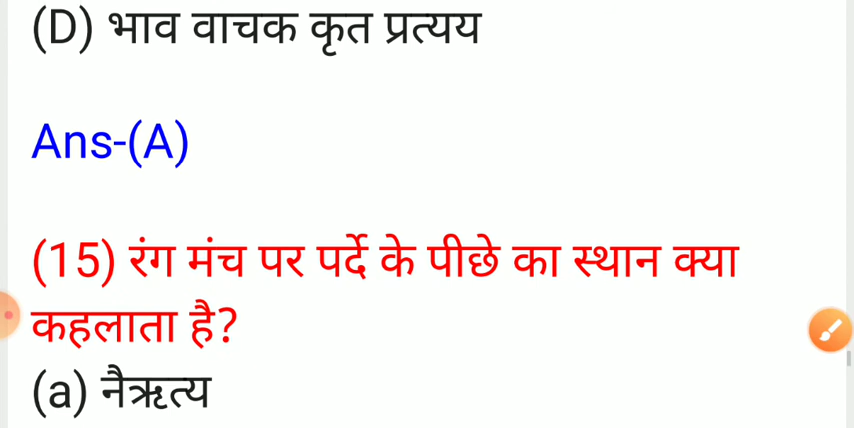 (D) भाव वाचक कृत प्रत्यय
Ans-(A)
(15) रंग मंच पर पर्दे के पीछे का स्थान क्या
कहलाता है?
(a) नैऋत्य